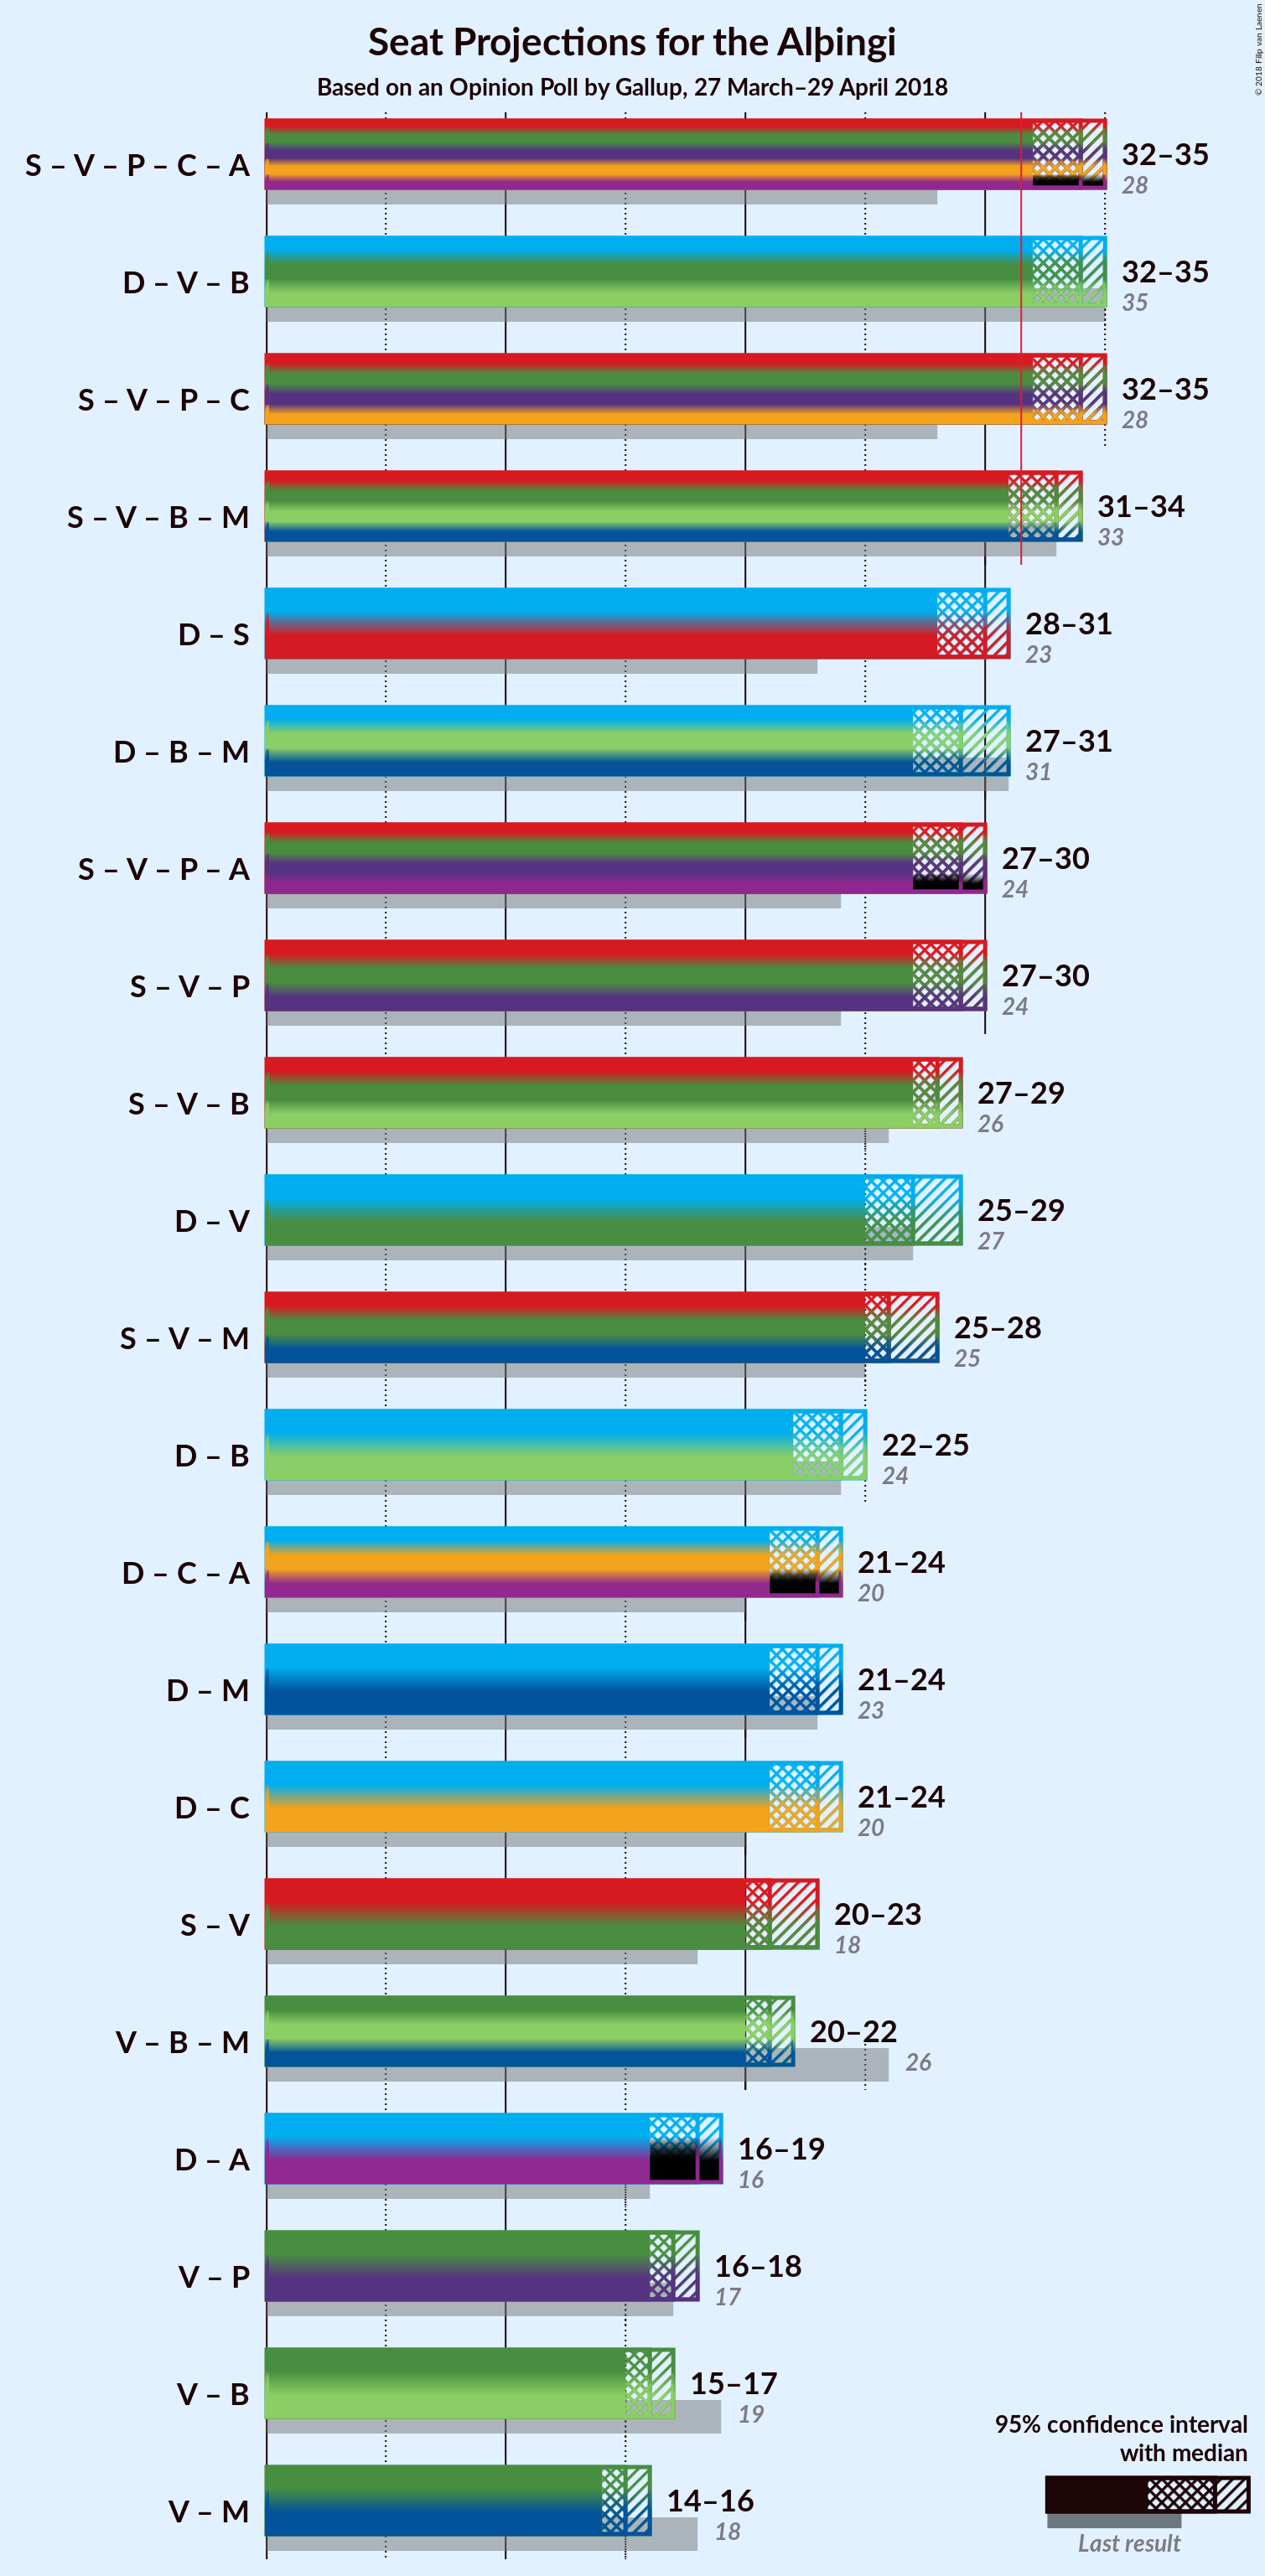 © 2018 Filip van Laenen
Seat Projections for the Alþingi
Based on an Opinion Poll by Gallup, 27 March–29 April 2018
S – V – P – C – A
32–35
28
D – V – B
32–35
35
S – V – P – C
32–35
28
S – V – B – M
31–34
33
D – S
28–31
23
D – B – M
27–31
31
S – V – P – A
27–30
24
S – V – P
27–30
24
S – V – B
27–29
26
D – V
25–29
27
S – V – M
25–28
25
D – B
22–25
24
D – C – A
21–24
20
D – M
21–24
23
D – C
21–24
20
S – V
20–23
18
V – B – M
20–22
26
D – A
16–19
16
V – P
16–18
17
V – B
15–17
19
V – M
14–16
18
95% confidence interval
with median
Last result